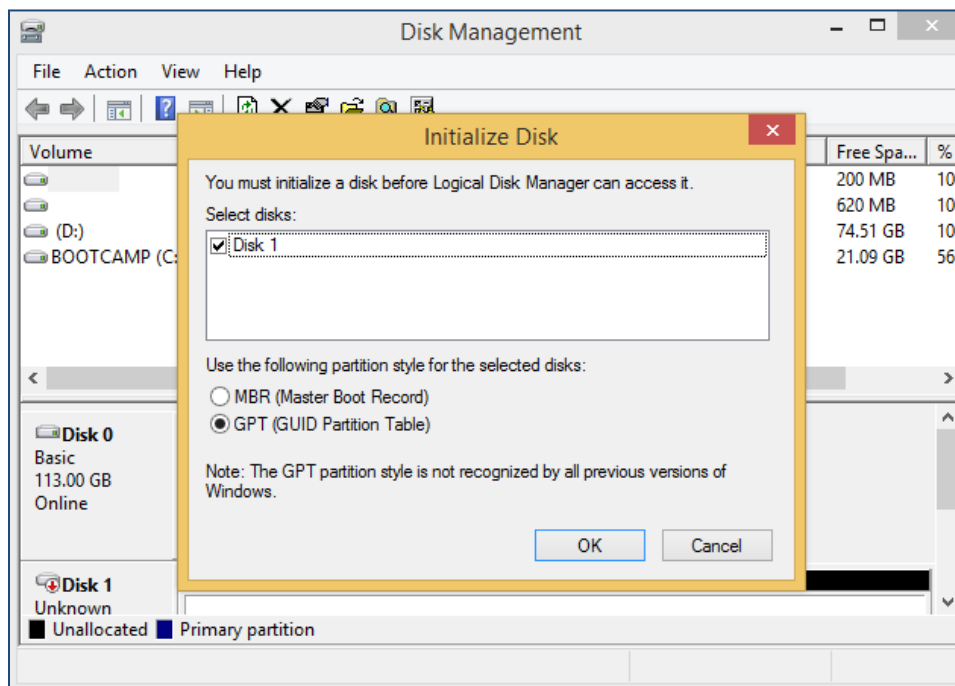 Disk Management
File Action View Help
Initialize Disk
Volume
Free Spa...
%
You must initialize a disk before Logical Disk Manager can access it.
200 MB
10
620 MB
10
Select disks:
(D:)
74.51 GB
10
Disk 1
BOOTCAMP (C:
21.09 GB
56
Use the following partition style for the selected disks:
MBR (Master Boot Record)
GPT (GUID Partition Table)
Disk 0
Basic
113.00 GB
Online
Note: The GPT partition style is not recognized by all previous versions of
Windows.
OK
Cancel
Disk 1
Unknown
Unallocated
Primary partition